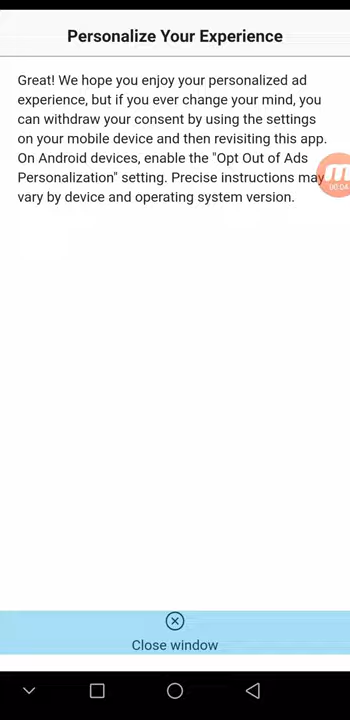 Personalize Your Experience
Great! We hope you enjoy your personalized ad
experience, but if you ever change your mind, you
can withdraw your consent by using the settings
on your mobile device and then revisiting this app.
On Android devices, enable the "Opt Out of Ads
Personalization" setting. Precise instructions may
vary by device and operating system version.
00:04
Close window